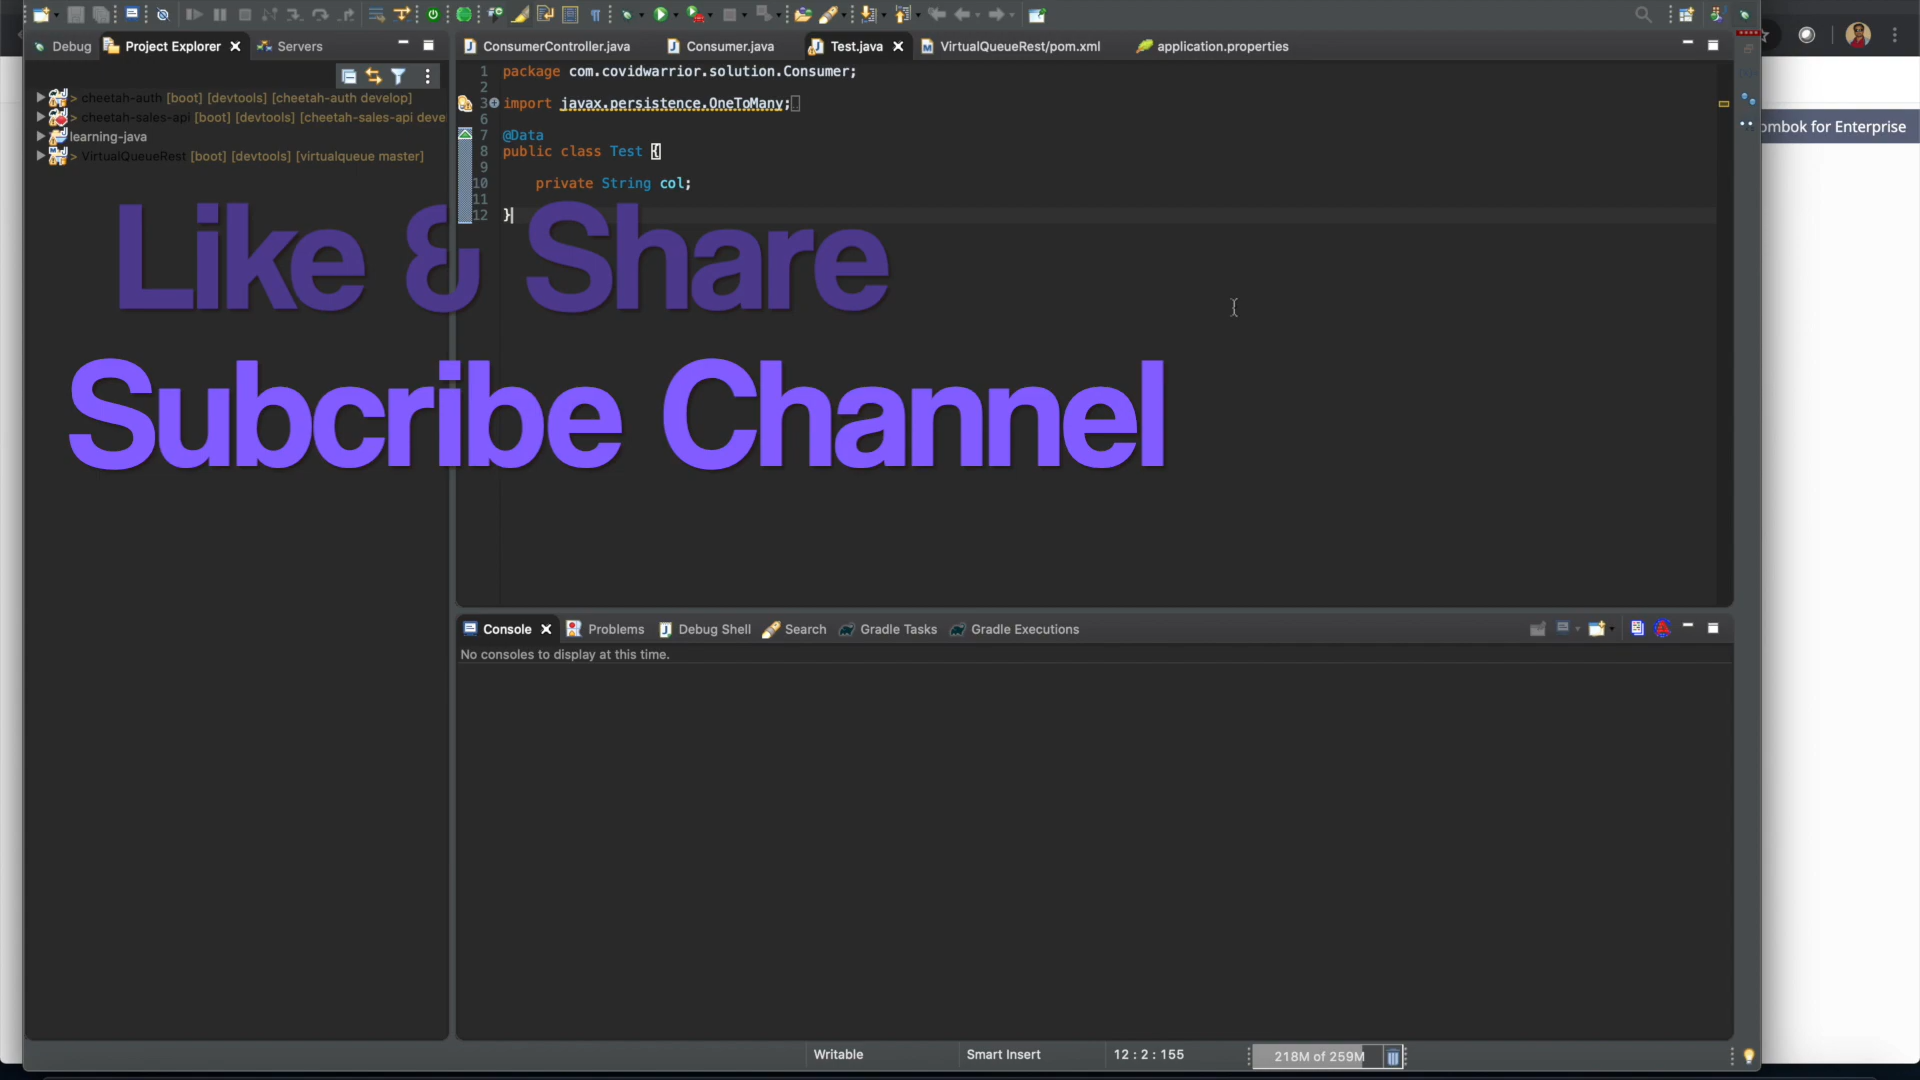 Debug
Project Explorer
Servers
> cheetah-auth [boot] [devtools] [cheetah-auth develop]
> cheetah-sales-api [boot] [devtools] [cheetah-sales-api deve
learning-java
> VirtualQueueRest [boot] [devtools] [virtualqueue master]
ConsumerController.java
Consumer.java
Test.java
VirtualQueueRest/pom.xml
application.properties
1 package com.covidwarrior.solution.Consumer;
2
3 import javax.persistence.OneToMany;
6
7 @Data
8 public class Test {
9
10 private String col;
11
12 }
Like & Share
Subcribe Channel
ombok for Enterprise
Console
Problems
Debug Shell
Search
Gradle Tasks
Gradle Executions
No consoles to display at this time.
Writable
Smart Insert
12 : 2 : 155
218M of 259M